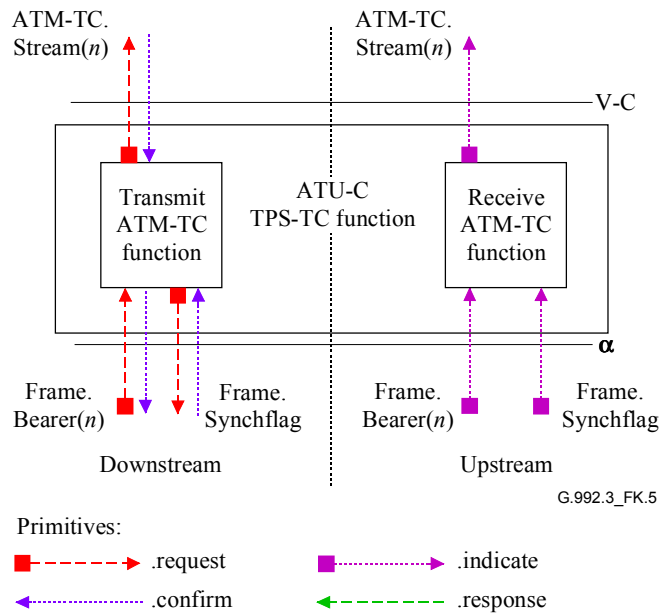 ATM-TC.
Stream(n)
ATM-TC.
Stream(n)
V-C
Transmit
ATM-TC
function
ATU-C
TPS-TC function
Receive
ATM-TC
function
α
Frame.
Bearer(n)
Frame.
Synchflag
Frame.
Bearer(n)
Frame.
Synchflag
Downstream
Upstream
G.992.3_FK.5
Primitives:
.request
.indicate
.confirm
.response